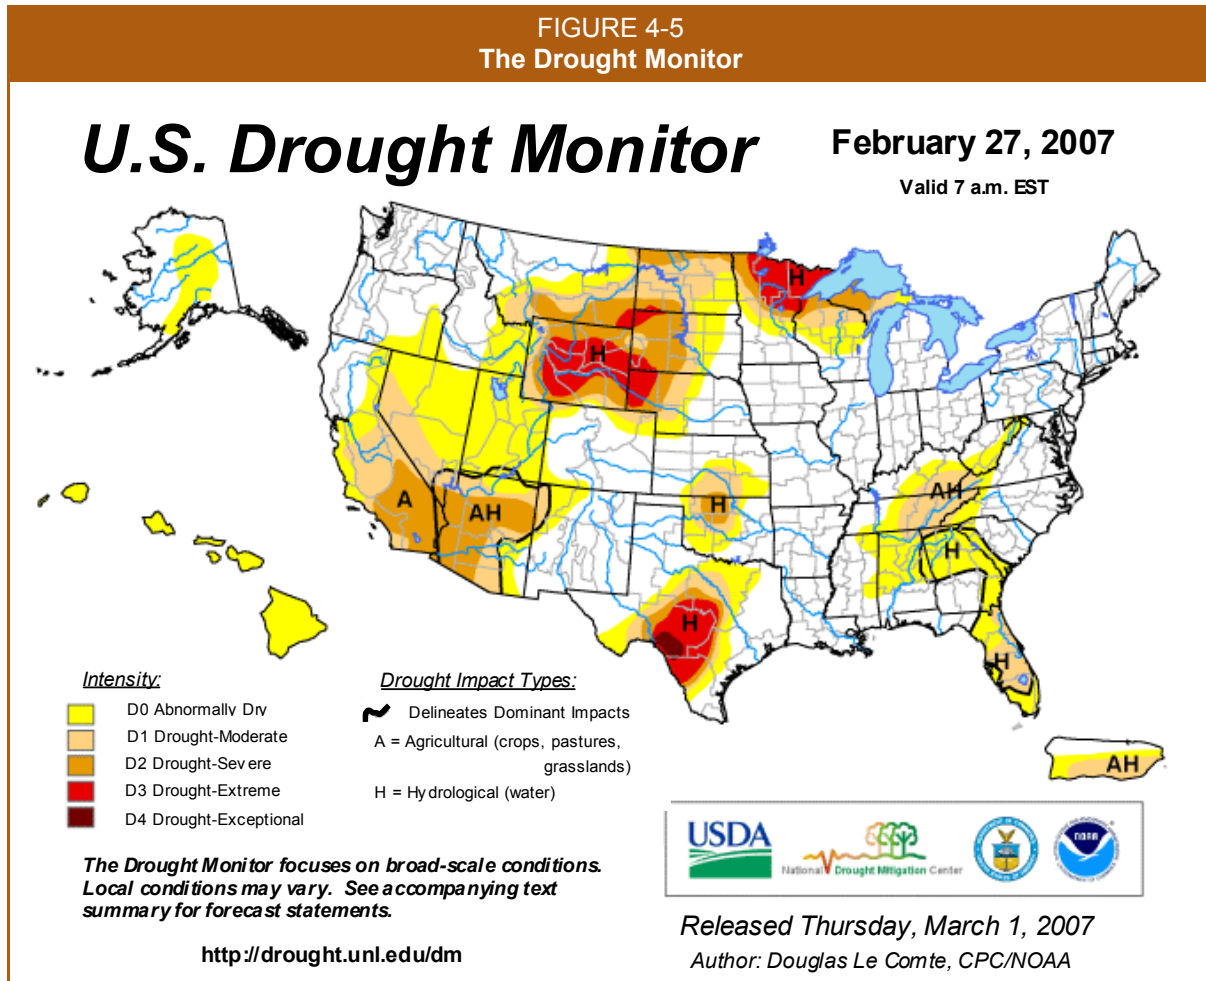 FIGURE 4-5
The Drought Monitor
U.S. Drought Monitor
February 27, 2007
Valid 7 a.m. EST
H
H
A
AH
H
AH
H
H
H
AH
Intensity:
D0 Abnormally Dry
D1 Drought-Moderate
D2 Drought-Severe
D3 Drought-Extreme
D4 Drought-Exceptional
Drought Impact Types:
Delineates Dominant Impacts
A = Agricultural (crops, pastures,
grasslands)
H = Hydrological (water)
The Drought Monitor focuses on broad-scale conditions.
Local conditions may vary. See accompanying text
summary for forecast statements.
http://drought.unl.edu/dm
USDA
National Drought Mitigation Center
NOAA
Released Thursday, March 1, 2007
Author: Douglas Le Comte, CPC/NOAA